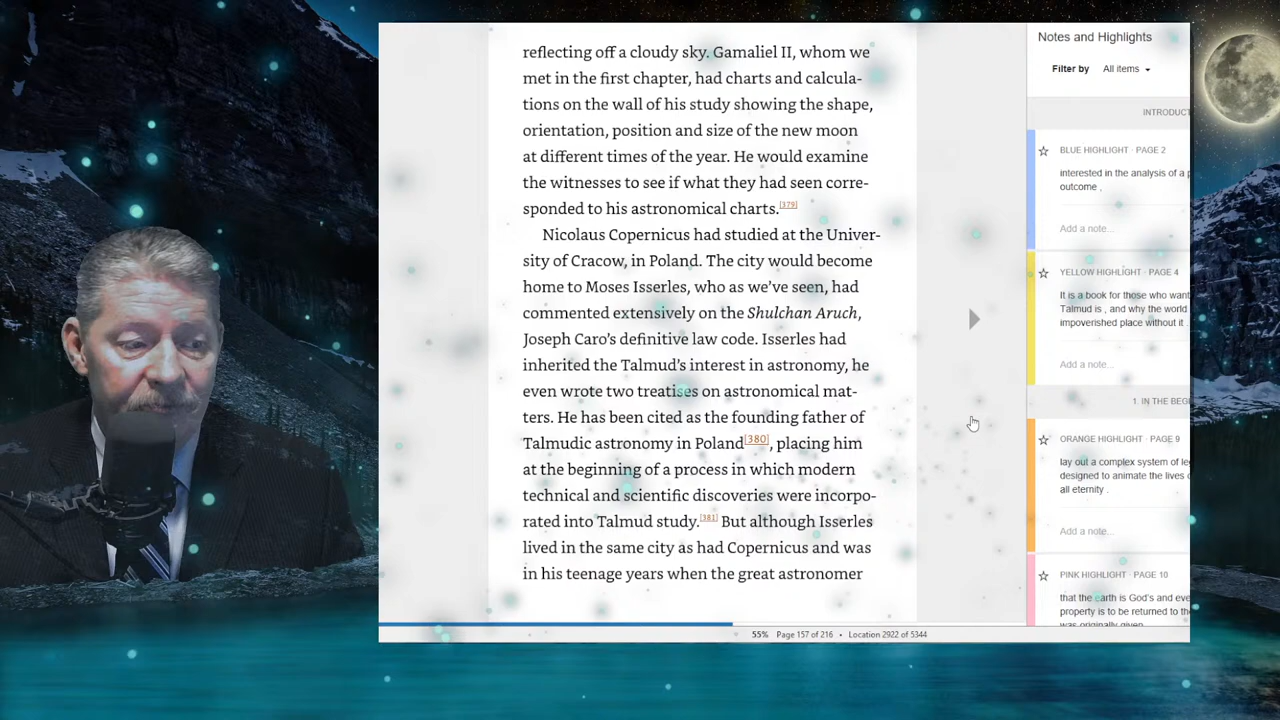 reflecting off a cloudy sky. Gamaliel II, whom we
met in the first chapter, had charts and calcula-
tions on the wall of his study showing the shape,
orientation, position and size of the new moon
at different times of the year. He would examine
the witnesses to see if what they had seen corre-
sponded to his astronomical charts.[379]
Nicolaus Copernicus had studied at the Univer-
sity of Cracow, in Poland. The city would become
home to Moses Isserles, who as we've seen, had
commented extensively on the Shulchan Aruch,
Joseph Caro's definitive law code. Isserles had
inherited the Talmud's interest in astronomy, he
even wrote two treatises on astronomical mat-
ters. He has been cited as the founding father of
Talmudic astronomy in Poland[380], placing him
at the beginning of a process in which modern
technical and scientific discoveries were incorpo-
rated into Talmud study.[381] But although Isserles
lived in the same city as had Copernicus and was
in his teenage years when the great astronomer
55% Page 157 of 216 • Location 2922 of 5344
Notes and Highlights
Filter by All items
INTRODUCT
BLUE HIGHLIGHT · PAGE 2
interested in the analysis of a p
outcome ,
Add a note...
YELLOW HIGHLIGHT · PAGE 4
It is a book for those who want
Talmud is , and why the world
impoverished place without it .
Add a note...
1. IN THE BEG
ORANGE HIGHLIGHT · PAGE 9
lay out a complex system of le
designed to animate the lives o
all eternity .
Add a note...
PINK HIGHLIGHT · PAGE 10
that the earth is God's and eve
property is to be returned to th
was originally given